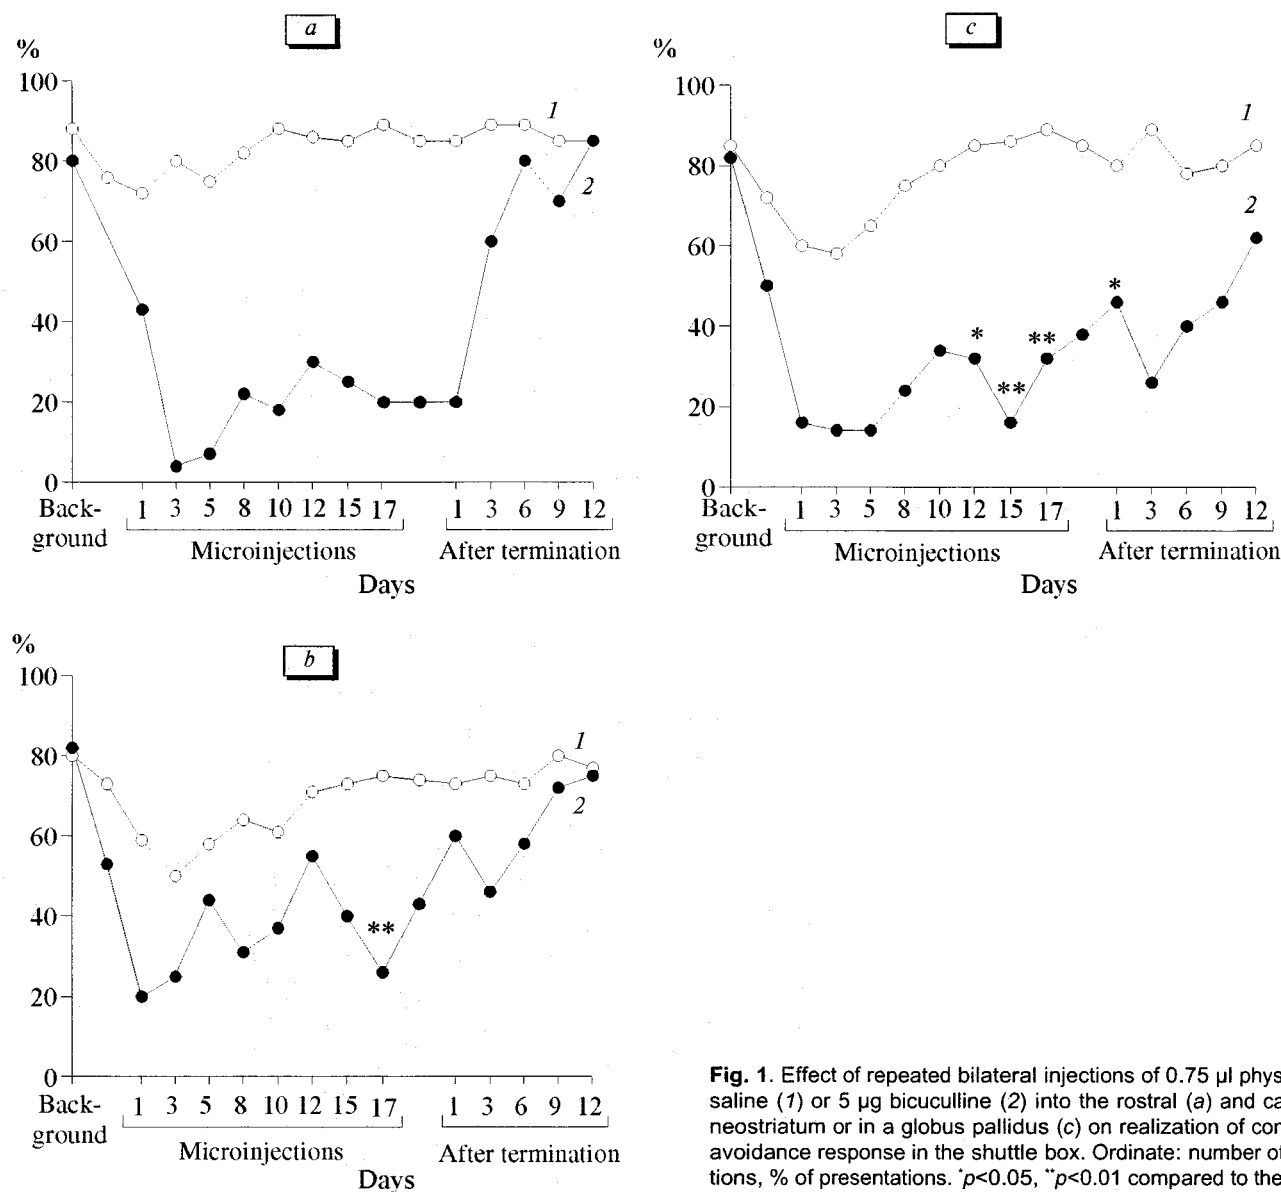 a
%
100
80
60
40
20
0
1
2
Back-
ground
1 3 5 8 10 12 15 17 1 3 6 9 12
Microinjections After termination
Days
c
%
100
80
60
40
20
0
1
2
* ** ** *
Back-
ground
1 3 5 8 10 12 15 17 1 3 6 9 12
Microinjections After termination
Days
b
%
100
80
60
40
20
0
1
2
**
Back-
ground
1 3 5 8 10 12 15 17 1 3 6 9 12
Microinjections After termination
Days
Fig. 1. Effect of repeated bilateral injections of 0.75 µl phys
saline (1) or 5 µg bicuculline (2) into the rostral (a) and ca
neostriatum or in a globus pallidus (c) on realization of con
avoidance response in the shuttle box. Ordinate: number of
tions, % of presentations. *p<0.05, **p<0.01 compared to the